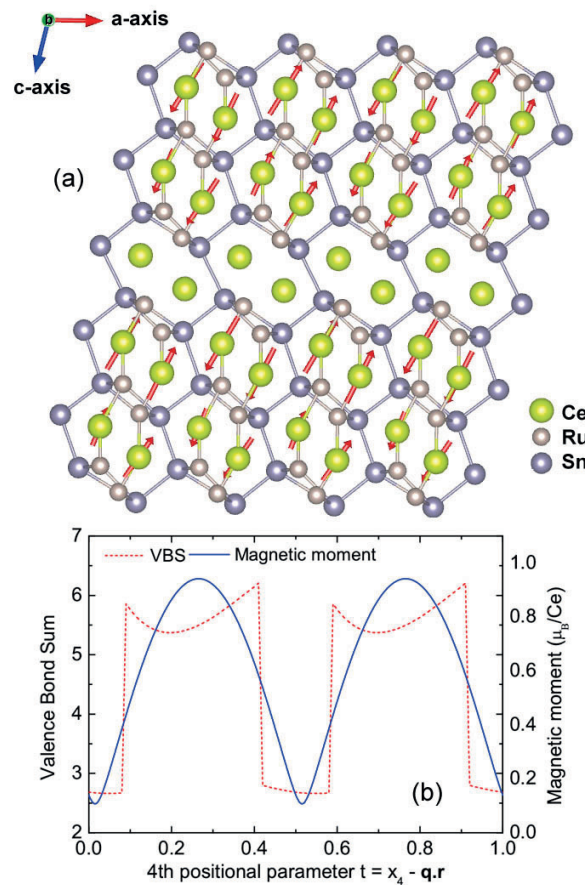 b
a-axis
c-axis
(a)
Ce
Ru
Sn
7
6
5
4
3
2
Valence Bond Sum
VBS
Magnetic moment
1.0
0.8
0.6
0.4
0.2
0.0
Magnetic moment (μB/Ce)
(b)
0.0 0.2 0.4 0.6 0.8 1.0
4th positional parameter t = x4 - q.r